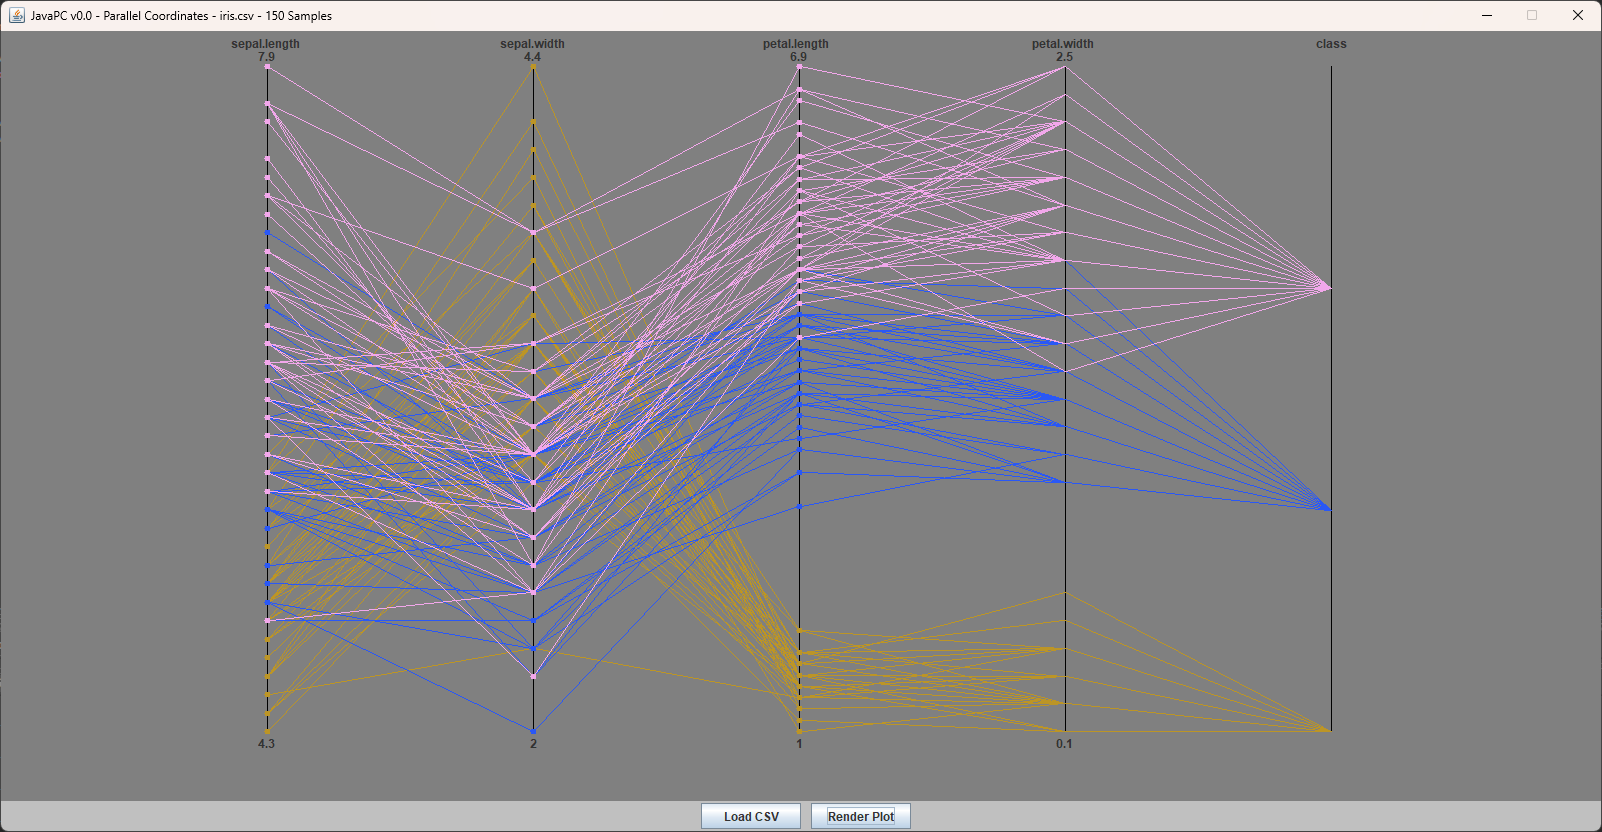 JavaPC v0.0 - Parallel Coordinates - iris.csv - 150 Samples
sepal.length sepal.width petal.length petal.width class
7.9 4.4 6.9 2.5
4.3 2 1 0.1
Load CSV Render Plot